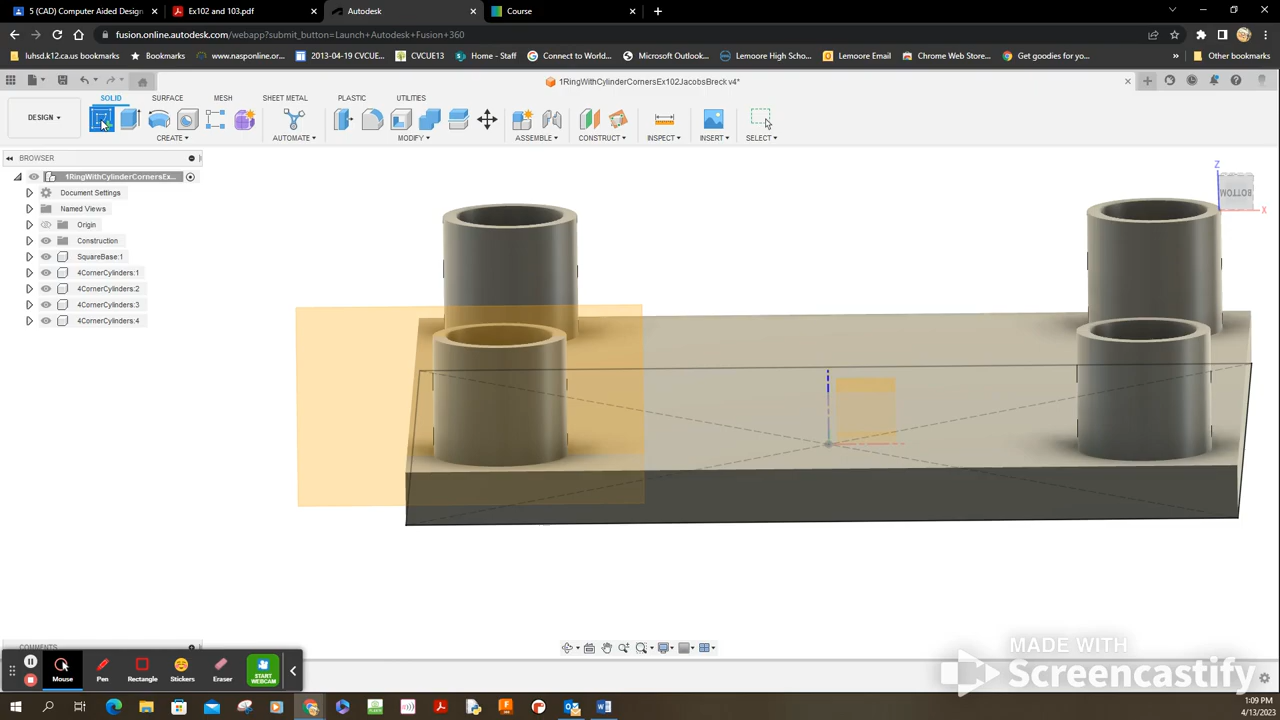 5 (CAD) Computer Aided Design
Ex102 and 103.pdf
Autodesk
Course
fusion.online.autodesk.com/webapp?submit_button=Launch+Autodesk+Fusion+360
luhsd.k12.ca.us bookmarks
www.nasponline.org
2013-04-19 CVCUE...
CVCUE13
Home - Staff
Connect to World...
Microsoft Outlook...
Lemoore High Scho...
Lemoore Email
Chrome Web Store...
Get goodies for yo...
Other bookmarks
1RingWithCylinderCornersEx102JacobsBreck v4*
SOLID
SURFACE
MESH
SHEET METAL
PLASTIC
UTILITIES
DESIGN
CREATE
AUTOMATE
MODIFY
ASSEMBLE
CONSTRUCT
INSPECT
INSERT
SELECT
BROWSER
1RingWithCylinderCornersEx...
Document Settings
Named Views
Origin
Construction
SquareBase:1
4CornerCylinders:1
4CornerCylinders:2
4CornerCylinders:3
4CornerCylinders:4
Z
BOTTOM
X
COMMENTS
Mouse
Pen
Rectangle
Stickers
Eraser
START WEBCAM
MADE WITH
Screencastify
1:09 PM
4/13/2023